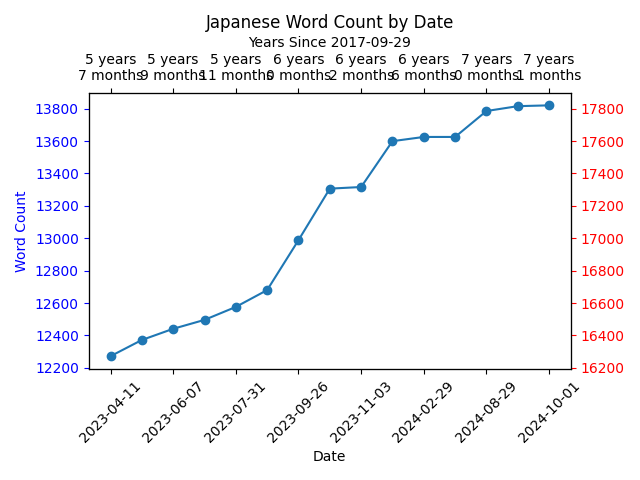 Japanese Word Count by Date
Years Since 2017-09-29
5 years 5 years 5 years 6 years 6 years 6 years 7 years 7 years
7 months 9 months 11 months 0 months 2 months 6 months 0 months 1 months
13800 17800
13600 17600
13400 17400
13200 17200
Word Count
13000 17000
12800 16800
12600 16600
12400 16400
12200 16200
2023-04-11 2023-06-07 2023-07-31 2023-09-26 2023-11-03 2024-02-29 2024-08-29 2024-10-01
Date